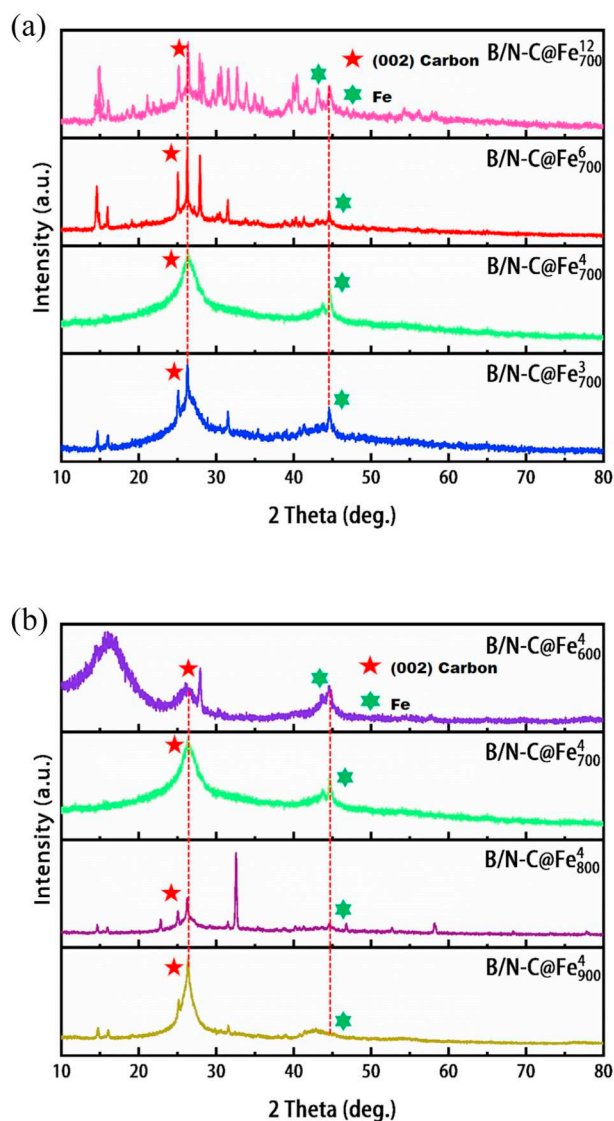 (a)
B/N-C@Fe¹²₇₀₀
(002) Carbon
Fe
B/N-C@Fe⁶₇₀₀
B/N-C@Fe⁴₇₀₀
B/N-C@Fe³₇₀₀
Intensity (a.u.)
10 20 30 40 50 60 70 80
2 Theta (deg.)
(b)
B/N-C@Fe⁴₆₀₀
(002) Carbon
Fe
B/N-C@Fe⁴₇₀₀
B/N-C@Fe⁴₈₀₀
B/N-C@Fe⁴₉₀₀
Intensity (a.u.)
10 20 30 40 50 60 70 80
2 Theta (deg.)